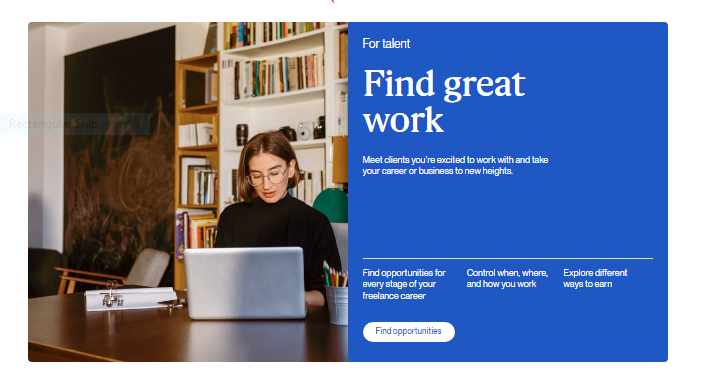 For talent
Find great
work
Meet clients you're excited to work with and take
your career or business to new heights.
Find opportunities for
every stage of your
freelance career
Control when, where,
and how you work
Explore different
ways to earn
Find opportunities
Rectangular Snip